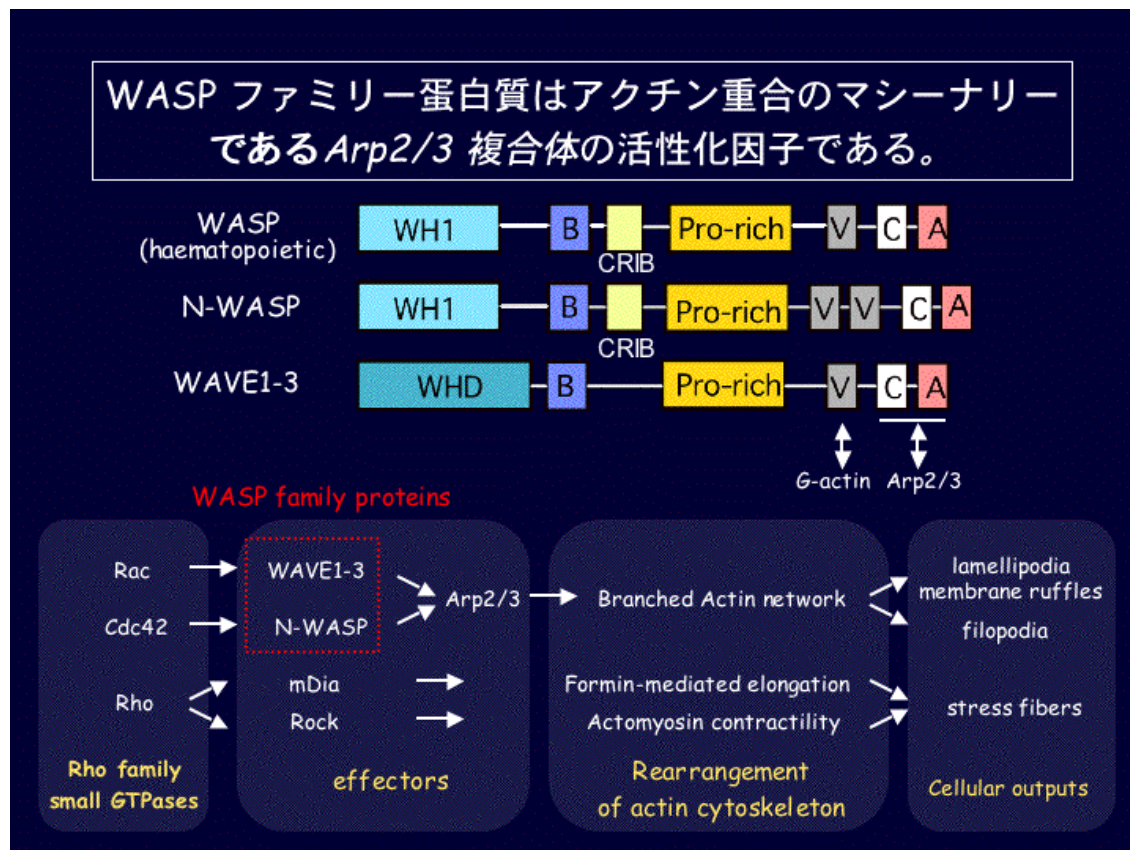 WASP ファミリー蛋白質はアクチン重合のマシーナリー
であるArp2/3 複合体の活性化因子である。
WASP
(haematopoietic)
WH1 B Pro-rich V C A
CRIB
N-WASP
WH1 B Pro-rich V V C A
CRIB
WAVE1-3
WHD B Pro-rich V C A
G-actin Arp2/3
WASP family proteins
Rac
Cdc42
Rho
Rho family
small GTPases
WAVE1-3
N-WASP
Arp2/3
mDia
Rock
effectors
Branched Actin network
Formin-mediated elongation
Actomyosin contractility
Rearrangement
of actin cytoskeleton
lamellipodia
membrane ruffles
filopodia
stress fibers
Cellular outputs